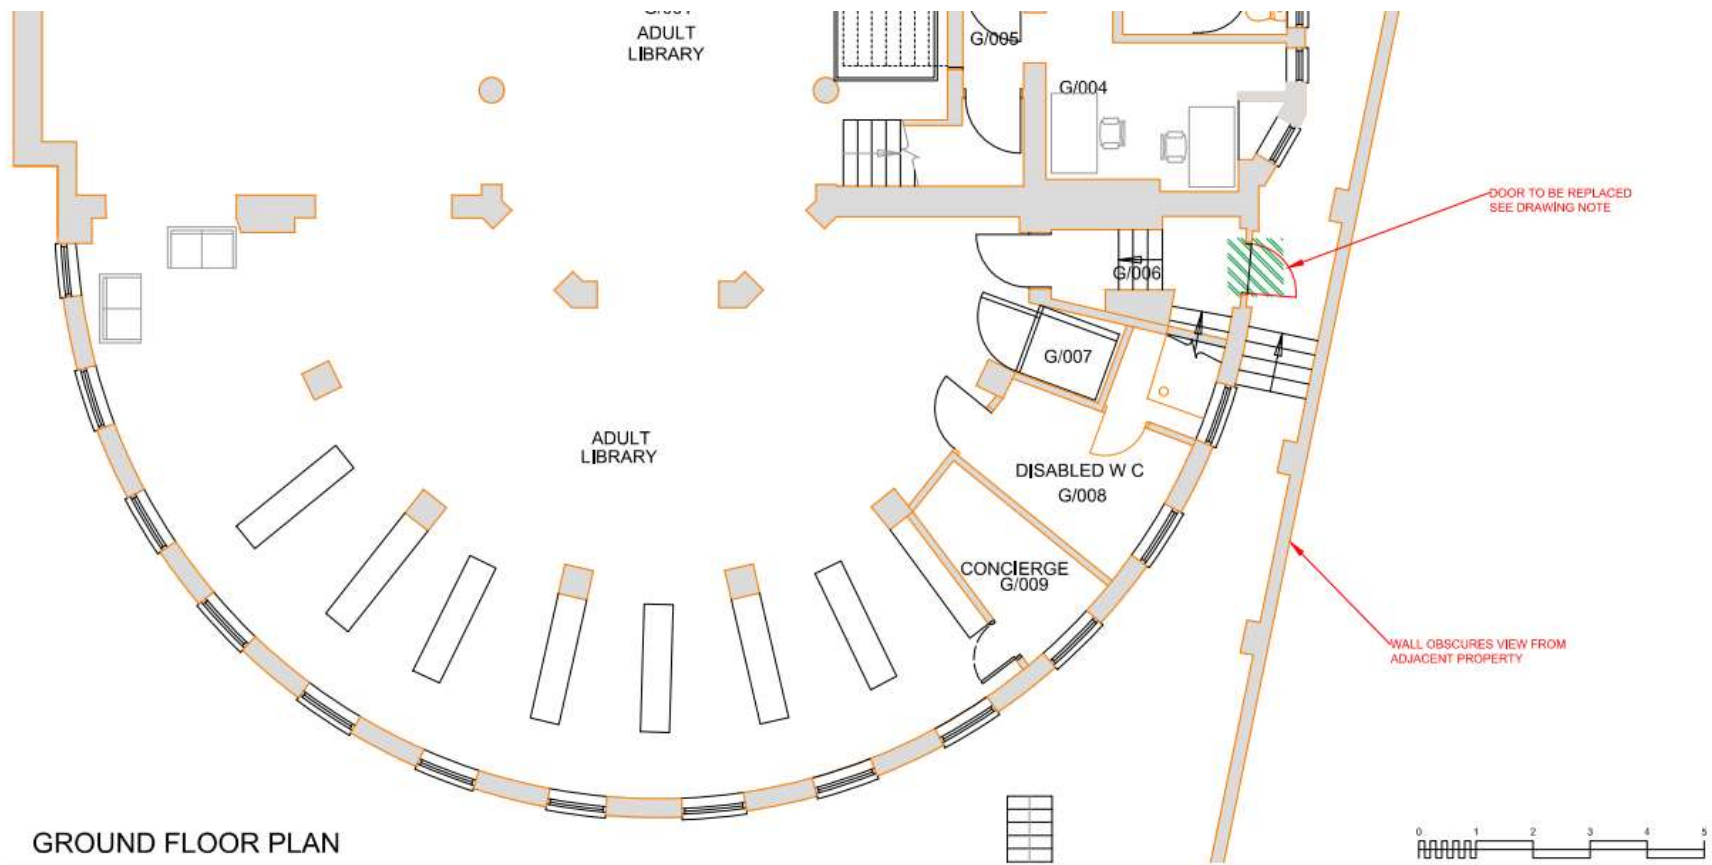 ADULT
LIBRARY
G/005
G/004
DOOR TO BE REPLACED
SEE DRAWING NOTE
G/006
G/007
ADULT
LIBRARY
DISABLED W C
G/008
CONCIERGE
G/009
WALL OBSCURES VIEW FROM
ADJACENT PROPERTY
GROUND FLOOR PLAN
0 1 2 3 4 5